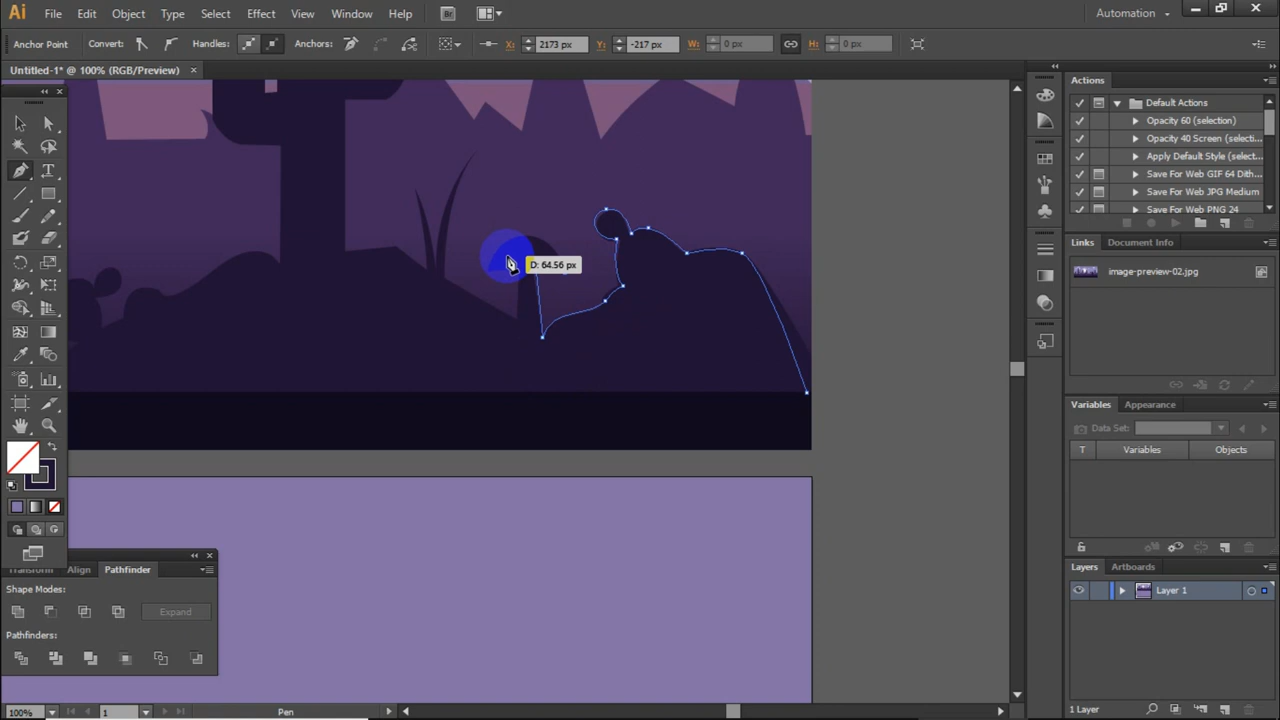 Ai File Edit Object Type Select Effect View Window Help Br Automation
Anchor Point Convert: Handles: Anchors: X: 2173 px Y: -217 px W: 0 px H: 0 px
Untitled-1* @ 100% (RGB/Preview)
Actions
Default Actions
Opacity 60 (selection)
Opacity 40 Screen (selecti...
Apply Default Style (select...
Save For Web GIF 64 Dith...
Save For Web JPG Medium
Save For Web PNG 24
Links Document Info
image-preview-02.jpg
D: 64.56 px
Variables Appearance
Data Set:
T Variables Objects
Transform Align Pathfinder
Shape Modes:
Expand
Pathfinders:
Layers Artboards
Layer 1
1 Layer
100% 1 Pen